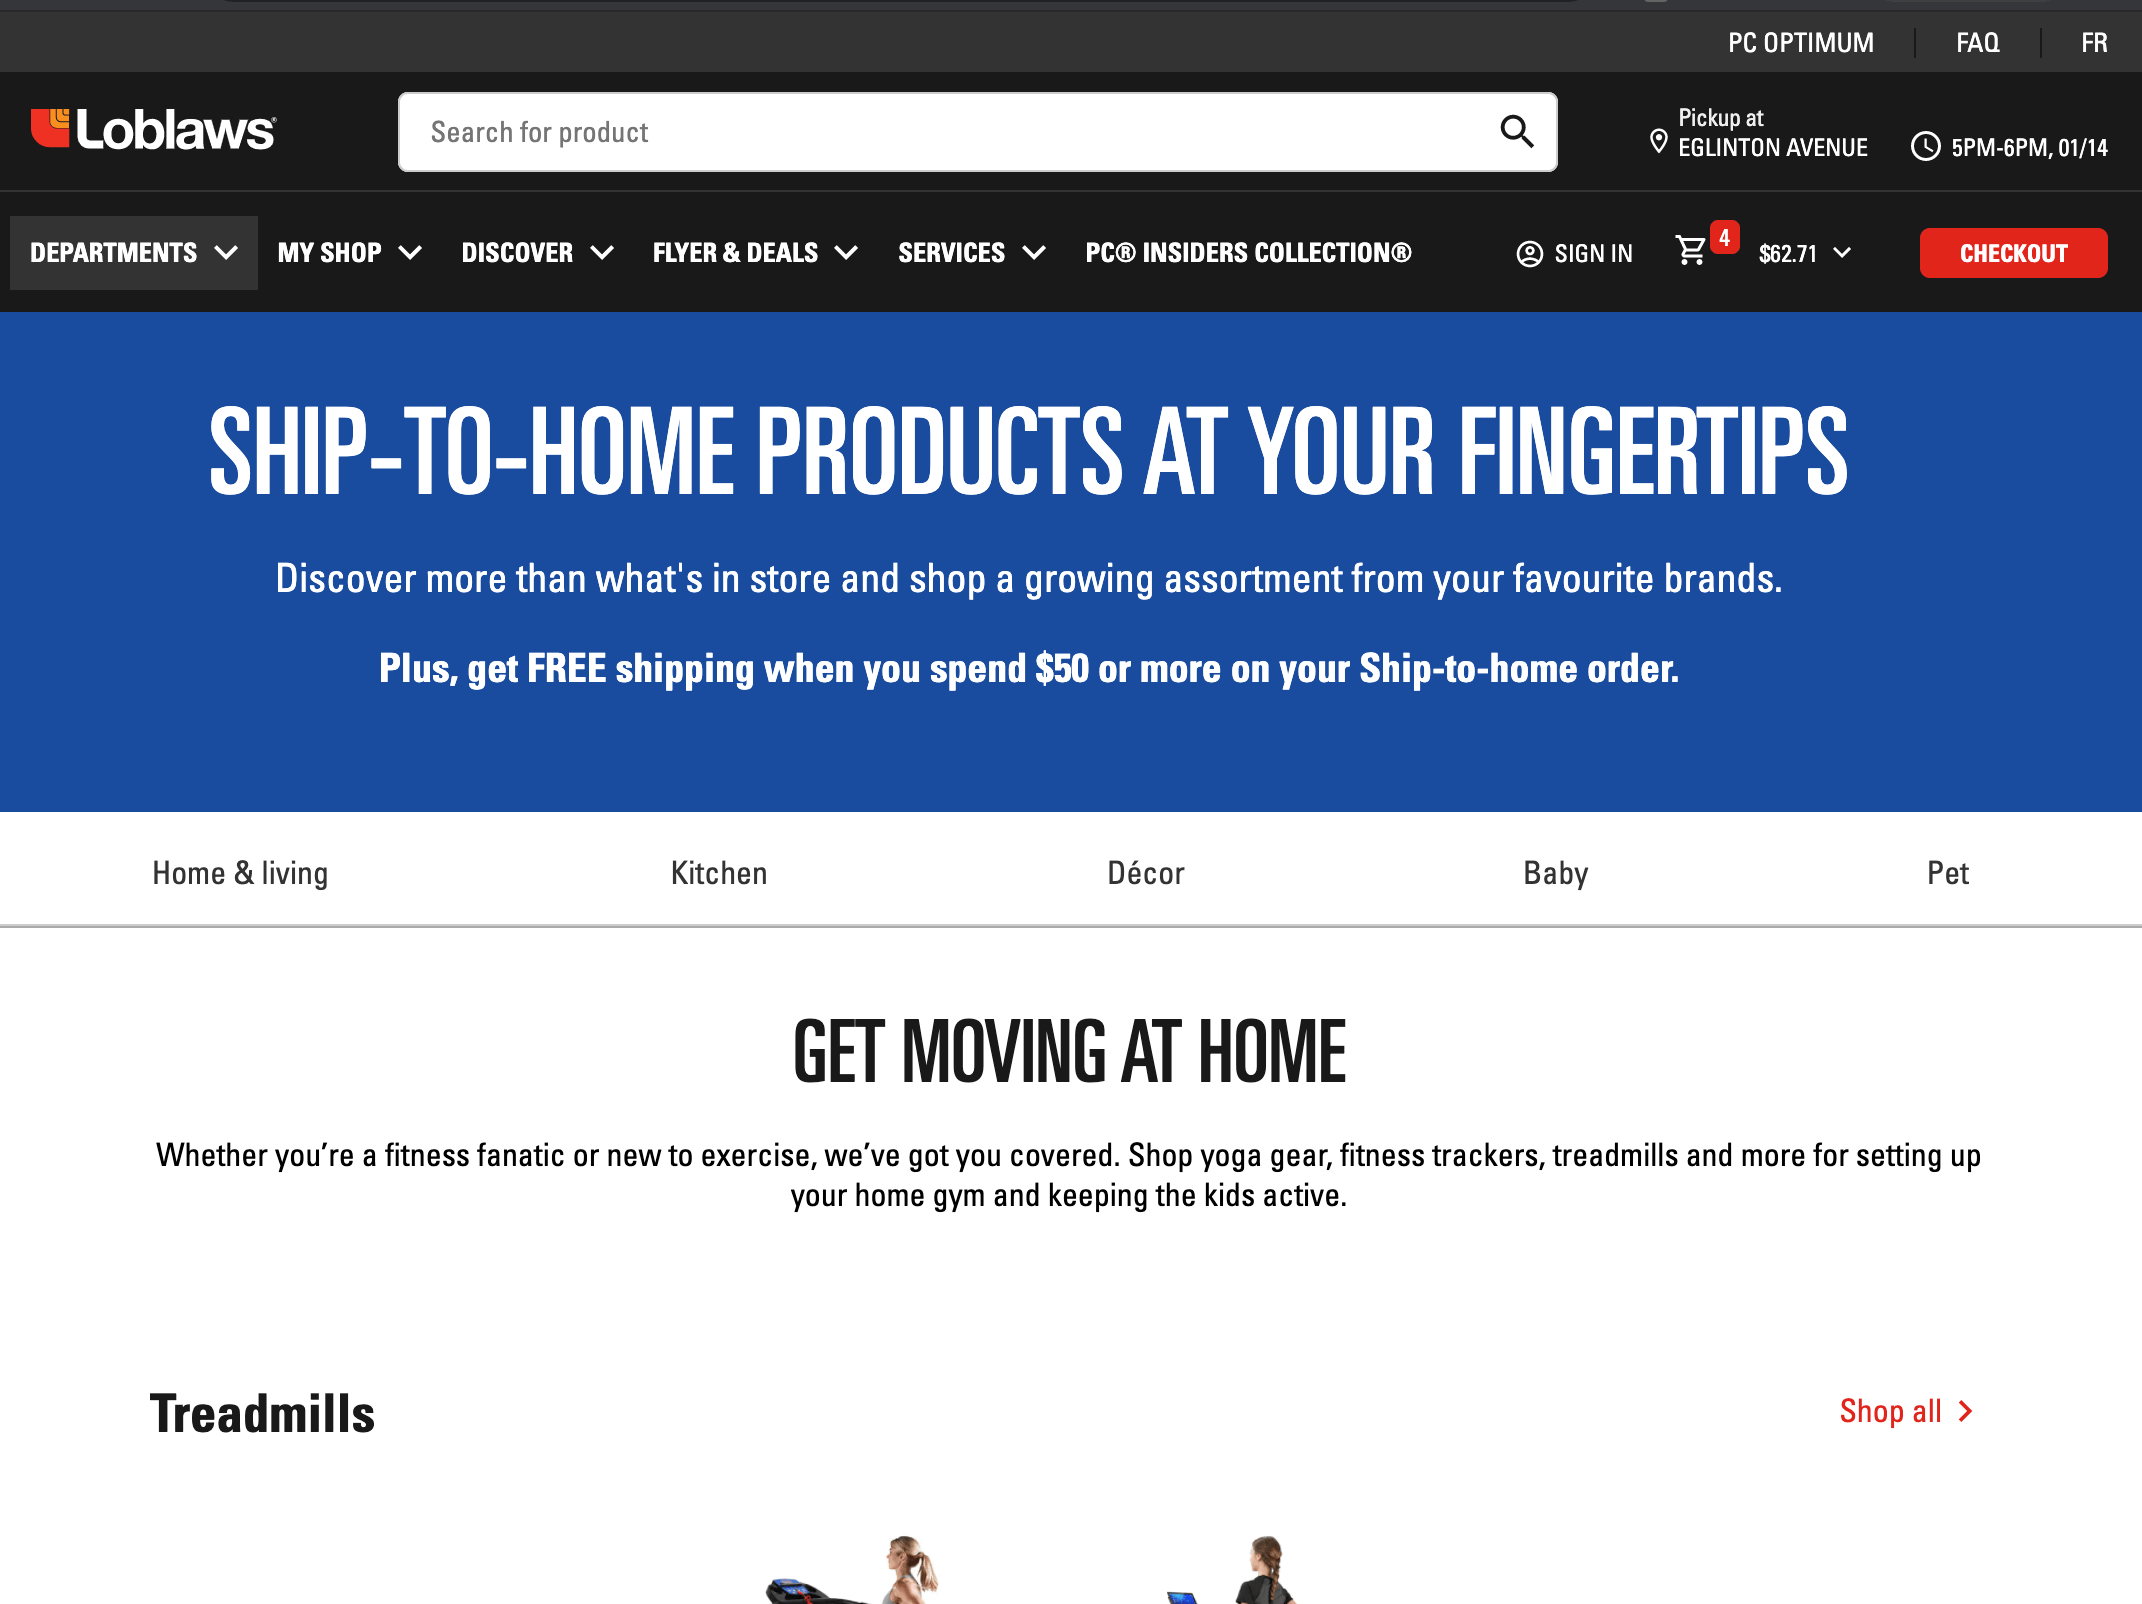 PC OPTIMUM
FAQ
FR
Loblaws®
Search for product
Pickup at
EGLINTON AVENUE
5PM-6PM, 01/14
DEPARTMENTS
MY SHOP
DISCOVER
FLYER & DEALS
SERVICES
PC® INSIDERS COLLECTION®
SIGN IN
4
$62.71
CHECKOUT
SHIP-TO-HOME PRODUCTS AT YOUR FINGERTIPS
Discover more than what's in store and shop a growing assortment from your favourite brands.
Plus, get FREE shipping when you spend $50 or more on your Ship-to-home order.
Home & living
Kitchen
Décor
Baby
Pet
GET MOVING AT HOME
Whether you’re a fitness fanatic or new to exercise, we’ve got you covered. Shop yoga gear, fitness trackers, treadmills and more for setting up
your home gym and keeping the kids active.
Treadmills
Shop all